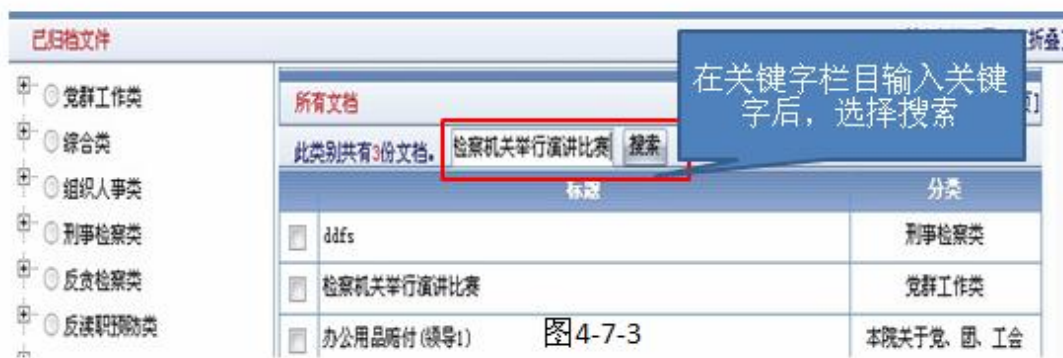 已归档文件
折叠
在关键字栏目输入关键
字后，选择搜索
党群工作类
综合类
组织人事类
刑事检察类
反贪检察类
反渎职预防类
所有文档
页]
此类别共有3份文档。 检察机关举行演讲比赛 搜索
标题 分类
ddfs 刑事检察类
检察机关举行演讲比赛 党群工作类
办公用品赔付(领导1) 本院关于党、团、工会
图4-7-3